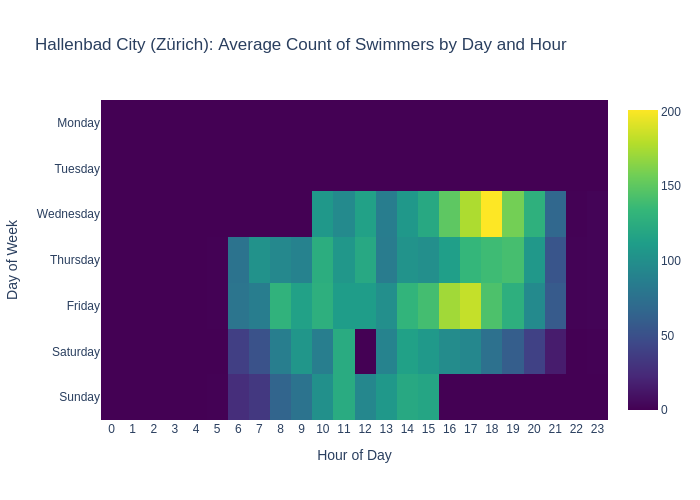 Hallenbad City (Zürich): Average Count of Swimmers by Day and Hour
Day of Week
Monday
Tuesday
Wednesday
Thursday
Friday
Saturday
Sunday
0 1 2 3 4 5 6 7 8 9 10 11 12 13 14 15 16 17 18 19 20 21 22 23
Hour of Day
200
150
100
50
0